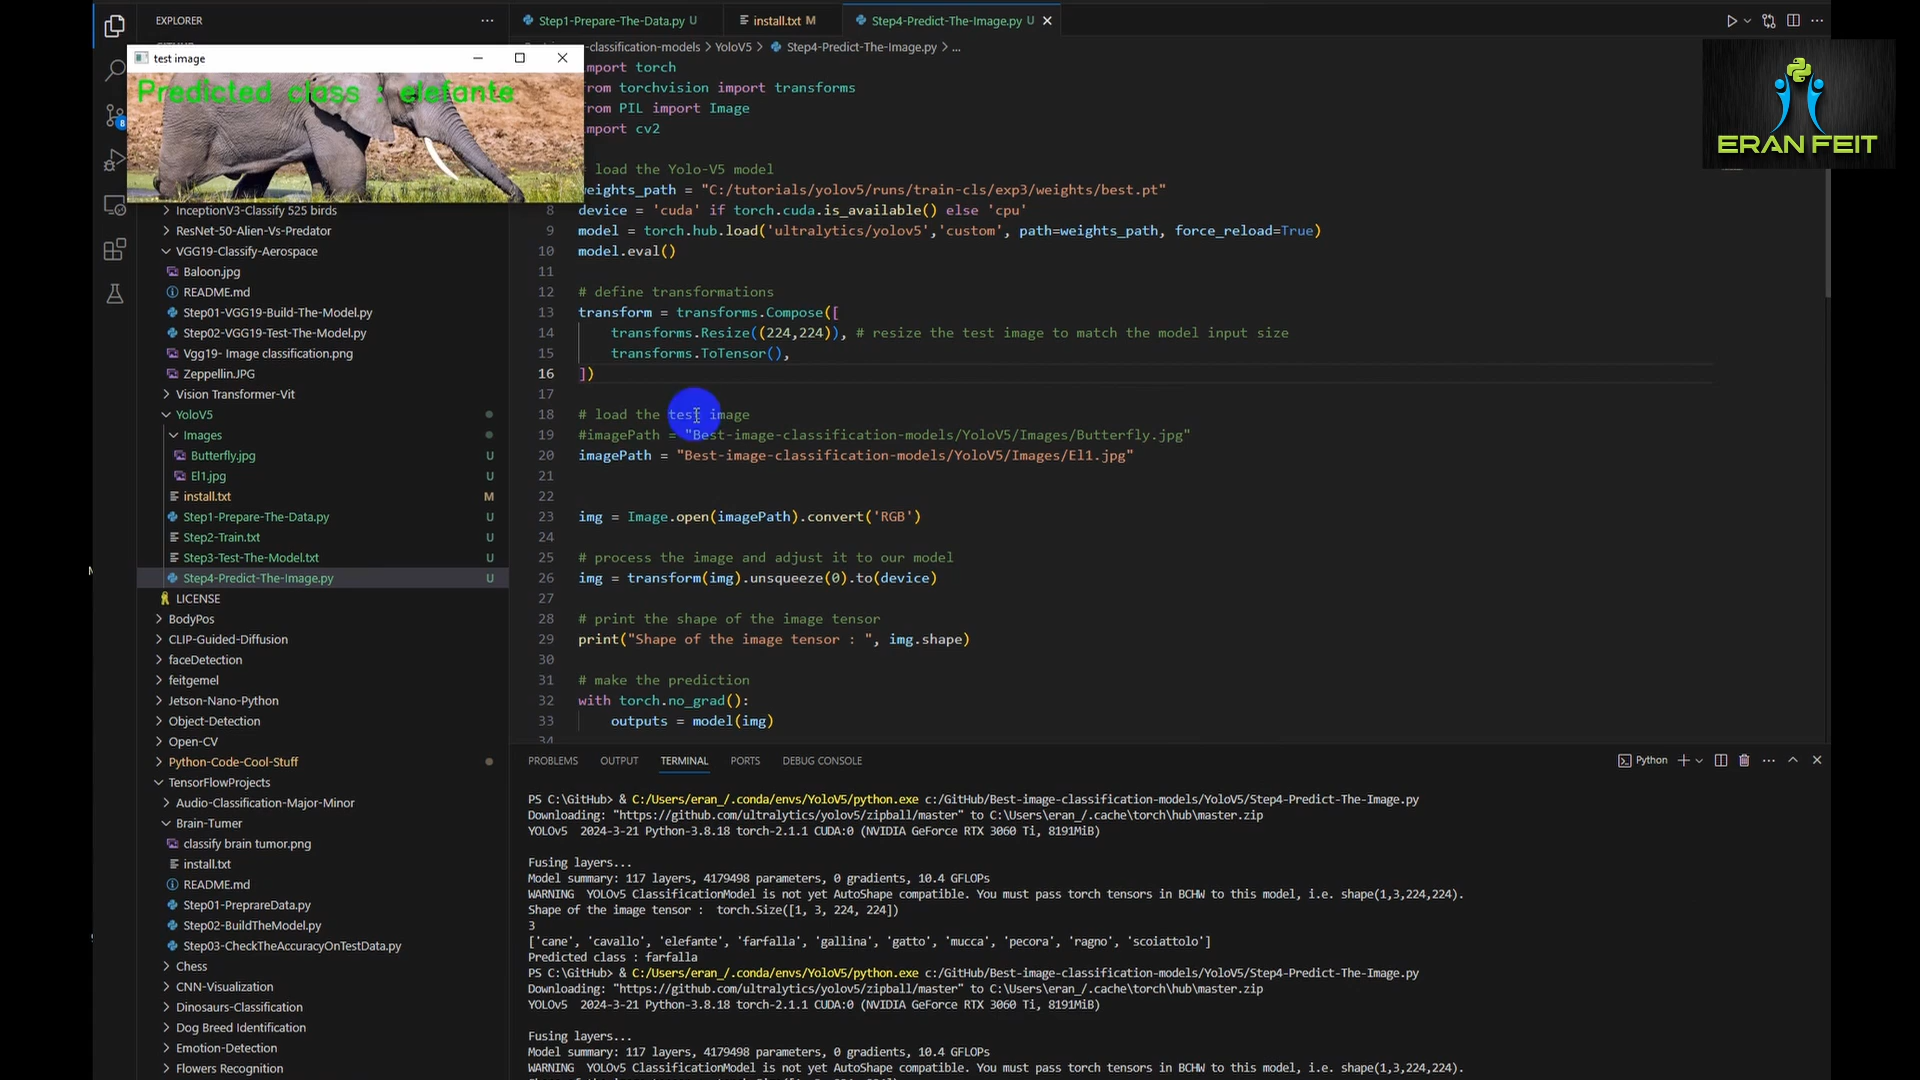 EXPLORER
Step1-Prepare-The-Data.py U
install.txt M
Step4-Predict-The-Image.py U
-classification-models > YoloV5 > Step4-Predict-The-Image.py > ...
test image
Predicted class : elefante
ERAN FEIT
InceptionV3-Classify 525 birds
ResNet-50-Alien-Vs-Predator
VGG19-Classify-Aerospace
Baloon.jpg
README.md
Step01-VGG19-Build-The-Model.py
Step02-VGG19-Test-The-Model.py
Vgg19- Image classification.png
Zeppellin.JPG
Vision Transformer-Vit
YoloV5
Images
Butterfly.jpg U
El1.jpg U
install.txt M
Step1-Prepare-The-Data.py U
Step2-Train.txt U
Step3-Test-The-Model.txt U
Step4-Predict-The-Image.py U
LICENSE
BodyPos
CLIP-Guided-Diffusion
faceDetection
feitgemel
Jetson-Nano-Python
Object-Detection
Open-CV
Python-Code-Cool-Stuff
TensorFlowProjects
Audio-Classification-Major-Minor
Brain-Tumer
classify brain tumor.png
install.txt
README.md
Step01-PreprareData.py
Step02-BuildTheModel.py
Step03-CheckTheAccuracyOnTestData.py
Chess
CNN-Visualization
Dinosaurs-Classification
Dog Breed Identification
Emotion-Detection
Flowers Recognition
mport torch
rom torchvision import transforms
rom PIL import Image
mport cv2
load the Yolo-V5 model
eights_path = "C:/tutorials/yolov5/runs/train-cls/exp3/weights/best.pt"
8 device = 'cuda' if torch.cuda.is_available() else 'cpu'
9 model = torch.hub.load('ultralytics/yolov5','custom', path=weights_path, force_reload=True)
10 model.eval()
11
12 # define transformations
13 transform = transforms.Compose([
14 transforms.Resize((224,224)), # resize the test image to match the model input size
15 transforms.ToTensor(),
16 ])
17
18 # load the test image
19 #imagePath = "Best-image-classification-models/YoloV5/Images/Butterfly.jpg"
20 imagePath = "Best-image-classification-models/YoloV5/Images/El1.jpg"
21
22
23 img = Image.open(imagePath).convert('RGB')
24
25 # process the image and adjust it to our model
26 img = transform(img).unsqueeze(0).to(device)
27
28 # print the shape of the image tensor
29 print("Shape of the image tensor : ", img.shape)
30
31 # make the prediction
32 with torch.no_grad():
33 outputs = model(img)
34
PROBLEMS OUTPUT TERMINAL PORTS DEBUG CONSOLE
Python
PS C:\GitHub> & C:/Users/eran_/.conda/envs/YoloV5/python.exe c:/GitHub/Best-image-classification-models/YoloV5/Step4-Predict-The-Image.py
Downloading: "https://github.com/ultralytics/yolov5/zipball/master" to C:\Users\eran_/.cache\torch\hub\master.zip
YOLOv5 2024-3-21 Python-3.8.18 torch-2.1.1 CUDA:0 (NVIDIA GeForce RTX 3060 Ti, 8191MiB)
Fusing layers...
Model summary: 117 layers, 4179498 parameters, 0 gradients, 10.4 GFLOPs
WARNING YOLOv5 ClassificationModel is not yet AutoShape compatible. You must pass torch tensors in BCHW to this model, i.e. shape(1,3,224,224).
Shape of the image tensor : torch.Size([1, 3, 224, 224])
3
['cane', 'cavallo', 'elefante', 'farfalla', 'gallina', 'gatto', 'mucca', 'pecora', 'ragno', 'scoiattolo']
Predicted class : farfalla
PS C:\GitHub> & C:/Users/eran_/.conda/envs/YoloV5/python.exe c:/GitHub/Best-image-classification-models/YoloV5/Step4-Predict-The-Image.py
Downloading: "https://github.com/ultralytics/yolov5/zipball/master" to C:\Users\eran_/.cache\torch\hub\master.zip
YOLOv5 2024-3-21 Python-3.8.18 torch-2.1.1 CUDA:0 (NVIDIA GeForce RTX 3060 Ti, 8191MiB)
Fusing layers...
Model summary: 117 layers, 4179498 parameters, 0 gradients, 10.4 GFLOPs
WARNING YOLOv5 ClassificationModel is not yet AutoShape compatible. You must pass torch tensors in BCHW to this model, i.e. shape(1,3,224,224).